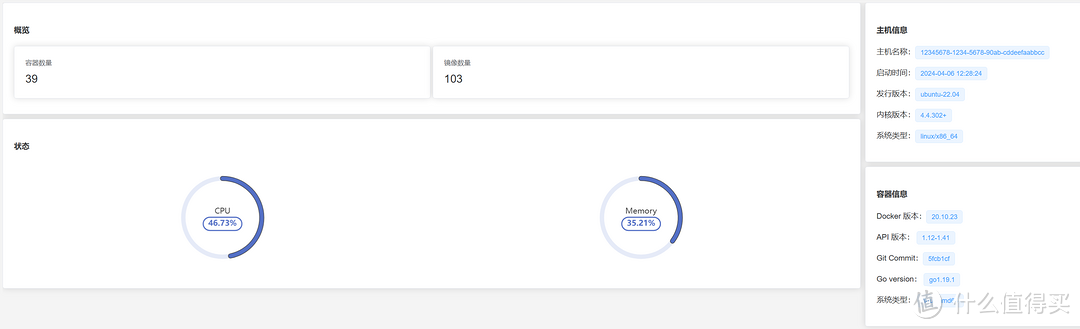 概览
容器数量
39
镜像数量
103
状态
CPU
46.73%
Memory
35.21%
主机信息
主机名称： 12345678-1234-5678-90ab-cddeefaabbcc
启动时间： 2024-04-06 12:28:24
发行版本： ubuntu-22.04
内核版本： 4.4.302+
系统类型： linux/x86_64
容器信息
Docker 版本： 20.10.23
API 版本： 1.12-1.41
Git Commit： 5fcb1cf
Go version： go1.19.1
系统类型：
值 什么值得买